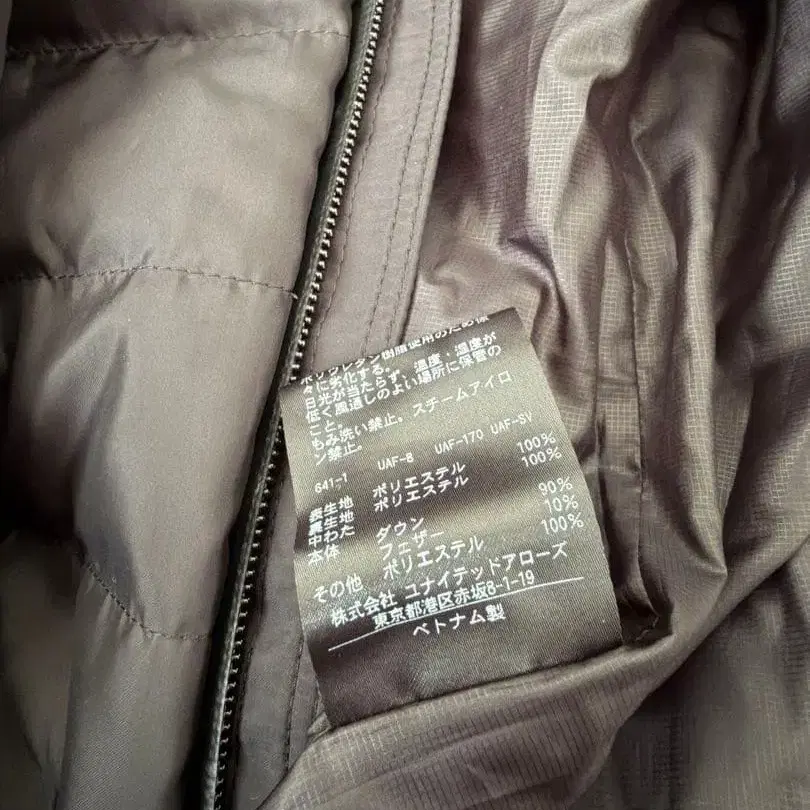 ポリウレタン樹脂使用のため徐
々に劣化する。
日光が当たらず、温度・湿度が
低く風通しのよい場所に保管の
こと。
もみ洗い禁止。スチームアイロ
ン禁止。
641-1 UAF-8 UAF-170 UAF-SV
表生地 ポリエステル 100%
裏生地 ポリエステル 100%
中わた
本体 ダウン 90%
フェザー 10%
その他 ポリエステル 100%
株式会社 ユナイテッドアローズ
東京都港区赤坂8-1-19
ベトナム製